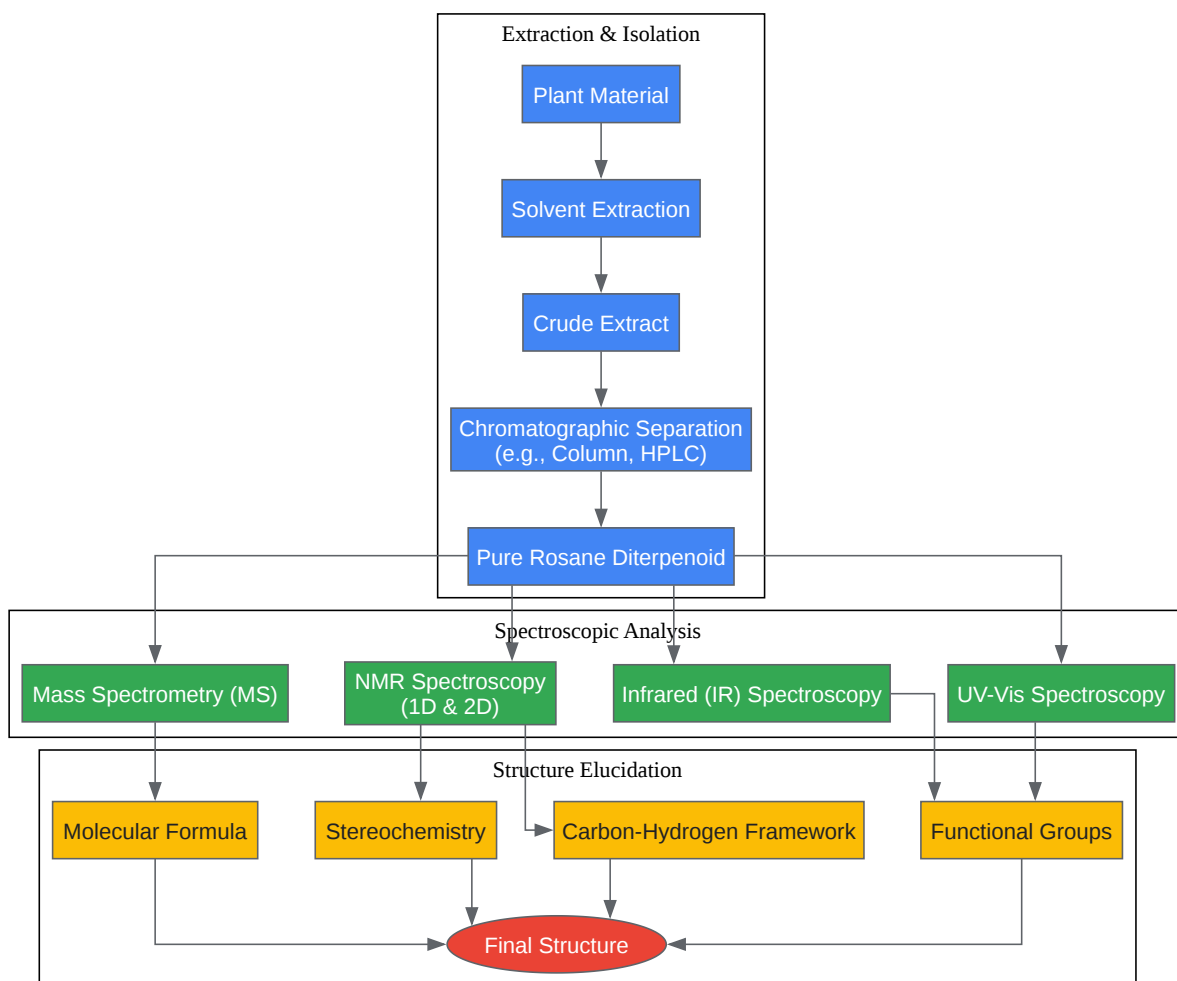 Extraction & Isolation
Plant Material
Solvent Extraction
Crude Extract
Chromatographic Separation
(e.g., Column, HPLC)
Pure Rosane Diterpenoid
Spectroscopic Analysis
Mass Spectrometry (MS)
NMR Spectroscopy
(1D & 2D)
Infrared (IR) Spectroscopy
UV-Vis Spectroscopy
Structure Elucidation
Molecular Formula
Stereochemistry
Carbon-Hydrogen Framework
Functional Groups
Final Structure